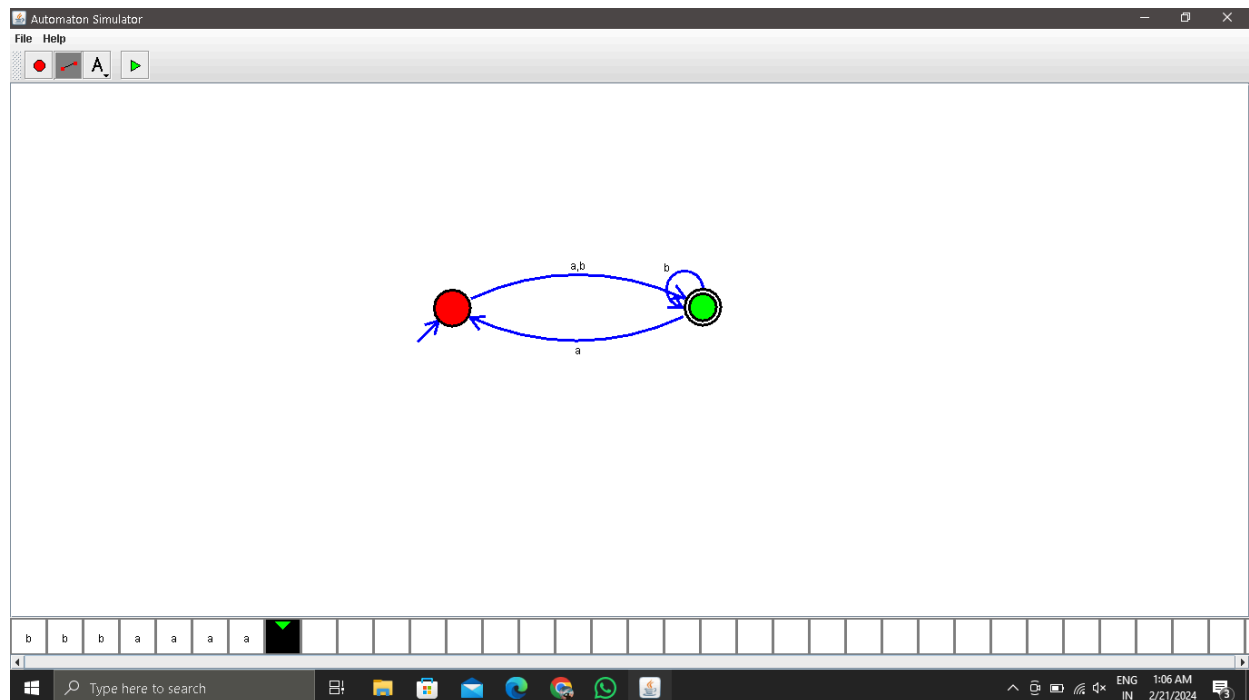 Automaton Simulator
File Help
A
a,b
b
a
b b b a a a a
Type here to search
ENG 1:06 AM
IN 2/21/2024
3